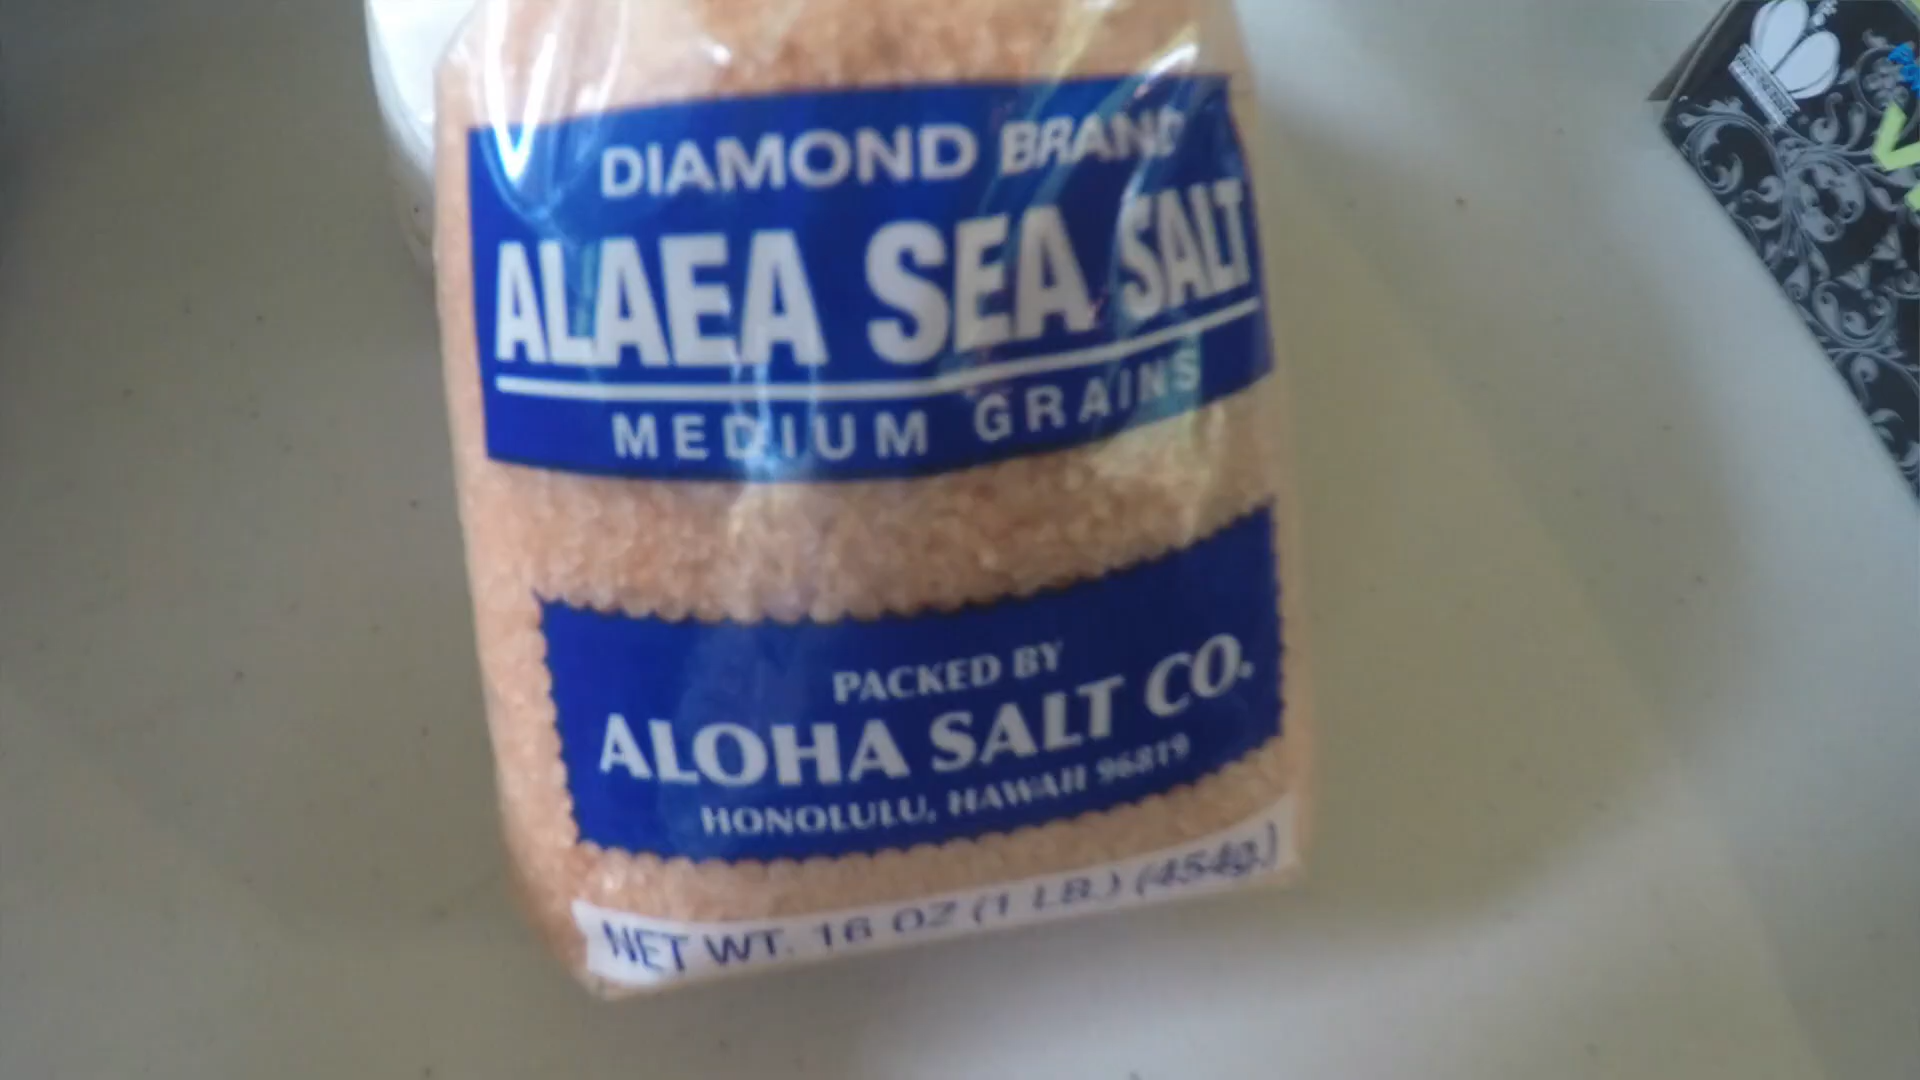 DIAMOND BRAND
ALAEA SEA SALT
MEDIUM GRAINS
PACKED BY
ALOHA SALT CO.
HONOLULU, HAWAII 96819
NET WT. 16 OZ (1 LB.) (454g.)